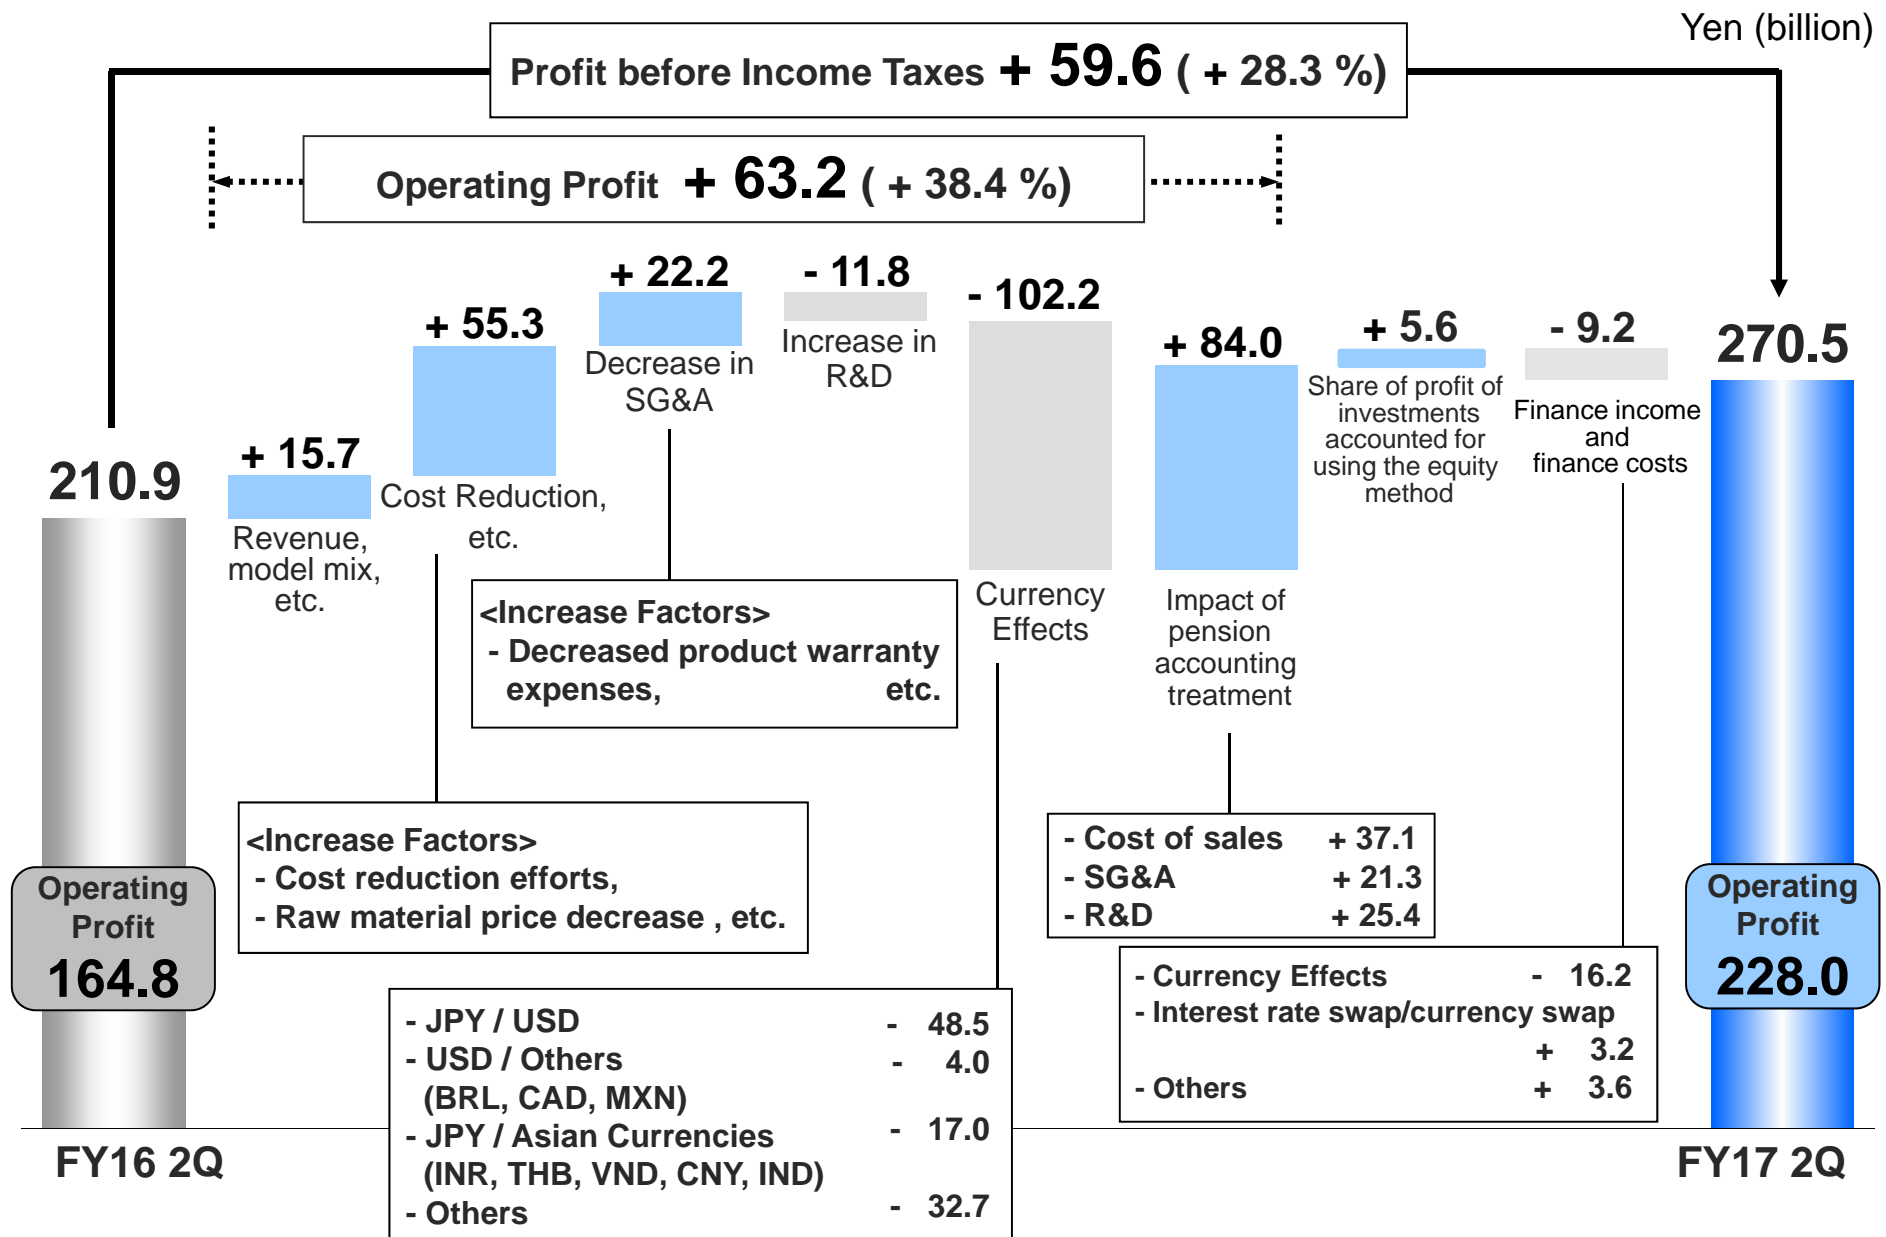 Yen (billion)
Profit before Income Taxes + 59.6 ( + 28.3 %)
Operating Profit + 63.2 ( + 38.4 %)
210.9
+ 15.7
Revenue,
model mix,
etc.
+ 55.3
Cost Reduction,
etc.
+ 22.2
Decrease in
SG&A
- 11.8
Increase in
R&D
- 102.2
Currency
Effects
+ 84.0
Impact of
pension
accounting
treatment
+ 5.6
Share of profit of
investments
accounted for
using the equity
method
- 9.2
Finance income
and
finance costs
270.5
<Increase Factors>
- Decreased product warranty
expenses, etc.
<Increase Factors>
- Cost reduction efforts,
- Raw material price decrease , etc.
- Cost of sales + 37.1
- SG&A + 21.3
- R&D + 25.4
- Currency Effects - 16.2
- Interest rate swap/currency swap
+ 3.2
- Others + 3.6
- JPY / USD - 48.5
- USD / Others - 4.0
(BRL, CAD, MXN)
- JPY / Asian Currencies - 17.0
(INR, THB, VND, CNY, IND)
- Others - 32.7
Operating
Profit
164.8
Operating
Profit
228.0
FY16 2Q
FY17 2Q